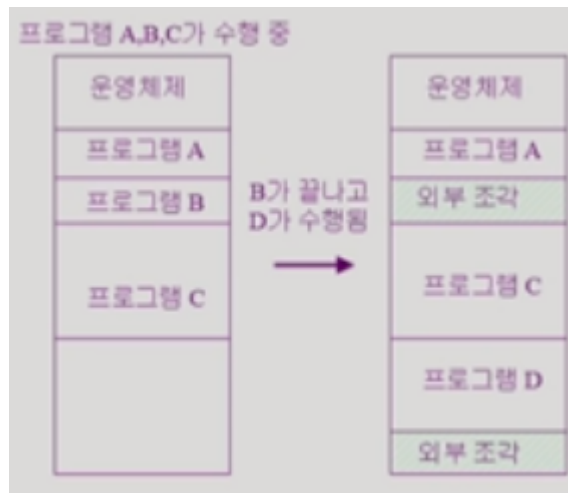 프로그램 A,B,C가 수행 중
운영체제
프로그램 A
프로그램 B
프로그램 C
B가 끝나고
D가 수행됨
운영체제
프로그램 A
외부 조각
프로그램 C
프로그램 D
외부 조각